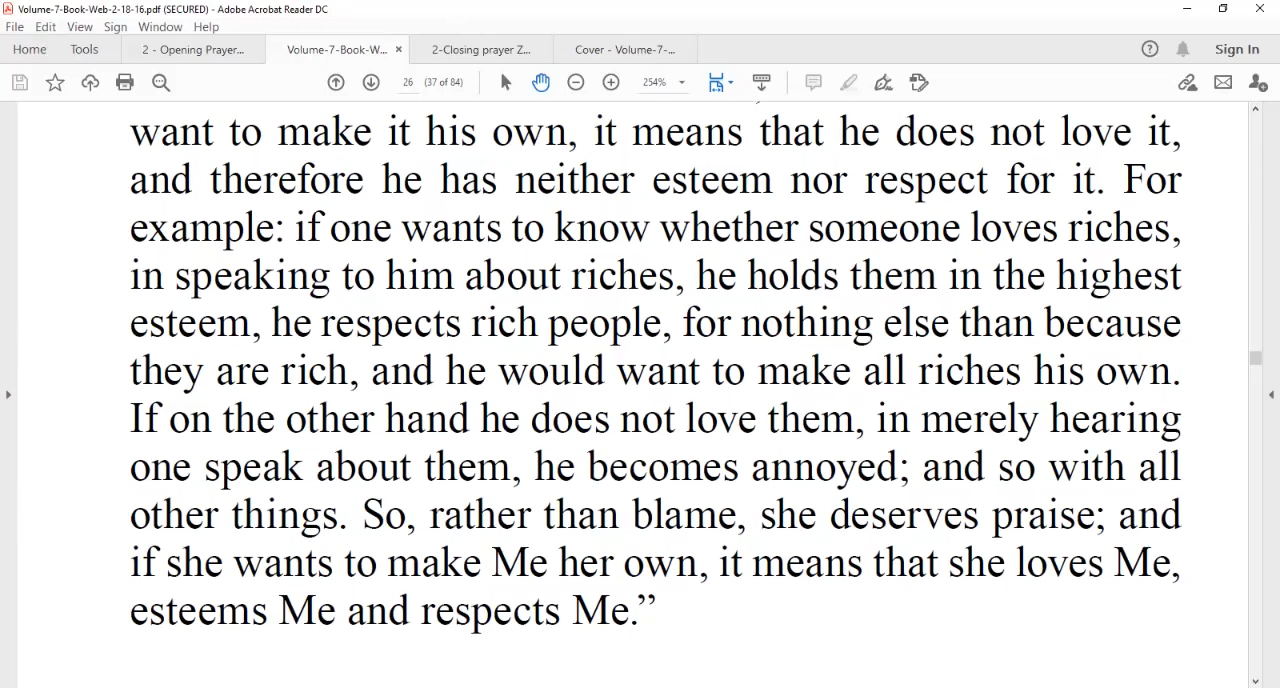 Volume-7-Book-Web-2-18-16.pdf (SECURED) - Adobe Acrobat Reader DC
File Edit View Sign Window Help
Home Tools 2 - Opening Prayer... Volume-7-Book-W... × 2-Closing prayer Z... Cover - Volume-7-... Sign In
26 (37 of 84) 254%
want to make it his own, it means that he does not love it,
and therefore he has neither esteem nor respect for it. For
example: if one wants to know whether someone loves riches,
in speaking to him about riches, he holds them in the highest
esteem, he respects rich people, for nothing else than because
they are rich, and he would want to make all riches his own.
If on the other hand he does not love them, in merely hearing
one speak about them, he becomes annoyed; and so with all
other things. So, rather than blame, she deserves praise; and
if she wants to make Me her own, it means that she loves Me,
esteems Me and respects Me.”